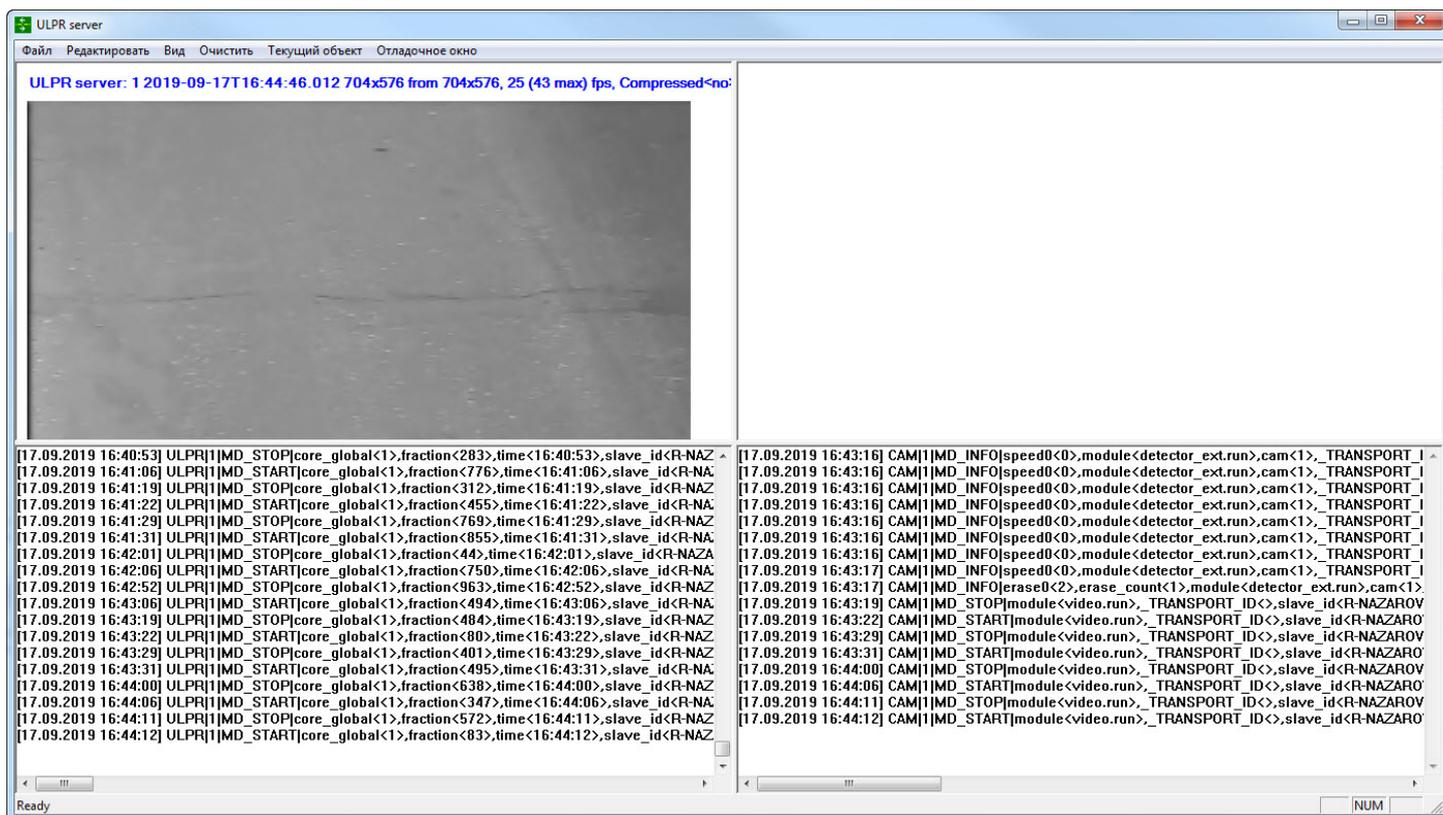 ULPR server
Файл Редактировать Вид Очистить Текущий объект Отладочное окно
ULPR server: 1 2019-09-17T16:44:46.012 704x576 from 704x576, 25 (43 max) fps, Compressed<no>
[17.09.2019 16:40:53] ULPR|1|MD_STOP|core_global<1>,fraction<283>,time<16:40:53>,slave_id<R-NAZ
[17.09.2019 16:41:06] ULPR|1|MD_START|core_global<1>,fraction<776>,time<16:41:06>,slave_id<R-NA
[17.09.2019 16:41:19] ULPR|1|MD_STOP|core_global<1>,fraction<312>,time<16:41:19>,slave_id<R-NAZ
[17.09.2019 16:41:22] ULPR|1|MD_START|core_global<1>,fraction<455>,time<16:41:22>,slave_id<R-NA
[17.09.2019 16:41:29] ULPR|1|MD_STOP|core_global<1>,fraction<769>,time<16:41:29>,slave_id<R-NAZ
[17.09.2019 16:41:31] ULPR|1|MD_START|core_global<1>,fraction<855>,time<16:41:31>,slave_id<R-NA
[17.09.2019 16:42:01] ULPR|1|MD_STOP|core_global<1>,fraction<44>,time<16:42:01>,slave_id<R-NAZA
[17.09.2019 16:42:06] ULPR|1|MD_START|core_global<1>,fraction<750>,time<16:42:06>,slave_id<R-NA
[17.09.2019 16:42:52] ULPR|1|MD_STOP|core_global<1>,fraction<963>,time<16:42:52>,slave_id<R-NAZ
[17.09.2019 16:43:06] ULPR|1|MD_START|core_global<1>,fraction<494>,time<16:43:06>,slave_id<R-NA
[17.09.2019 16:43:19] ULPR|1|MD_STOP|core_global<1>,fraction<484>,time<16:43:19>,slave_id<R-NAZ
[17.09.2019 16:43:22] ULPR|1|MD_START|core_global<1>,fraction<80>,time<16:43:22>,slave_id<R-NAZ
[17.09.2019 16:43:29] ULPR|1|MD_STOP|core_global<1>,fraction<401>,time<16:43:29>,slave_id<R-NAZ
[17.09.2019 16:43:31] ULPR|1|MD_START|core_global<1>,fraction<495>,time<16:43:31>,slave_id<R-NA
[17.09.2019 16:44:00] ULPR|1|MD_STOP|core_global<1>,fraction<638>,time<16:44:00>,slave_id<R-NAZ
[17.09.2019 16:44:06] ULPR|1|MD_START|core_global<1>,fraction<347>,time<16:44:06>,slave_id<R-NA
[17.09.2019 16:44:11] ULPR|1|MD_STOP|core_global<1>,fraction<572>,time<16:44:11>,slave_id<R-NAZ
[17.09.2019 16:44:12] ULPR|1|MD_START|core_global<1>,fraction<83>,time<16:44:12>,slave_id<R-NAZ
[17.09.2019 16:43:16] CAM|1|MD_INFO|speed0<0>,module<detector_ext.run>,cam<1>,_TRANSPORT_I
[17.09.2019 16:43:16] CAM|1|MD_INFO|speed0<0>,module<detector_ext.run>,cam<1>,_TRANSPORT_I
[17.09.2019 16:43:16] CAM|1|MD_INFO|speed0<0>,module<detector_ext.run>,cam<1>,_TRANSPORT_I
[17.09.2019 16:43:16] CAM|1|MD_INFO|speed0<0>,module<detector_ext.run>,cam<1>,_TRANSPORT_I
[17.09.2019 16:43:16] CAM|1|MD_INFO|speed0<0>,module<detector_ext.run>,cam<1>,_TRANSPORT_I
[17.09.2019 16:43:16] CAM|1|MD_INFO|speed0<0>,module<detector_ext.run>,cam<1>,_TRANSPORT_I
[17.09.2019 16:43:16] CAM|1|MD_INFO|speed0<0>,module<detector_ext.run>,cam<1>,_TRANSPORT_I
[17.09.2019 16:43:17] CAM|1|MD_INFO|speed0<0>,module<detector_ext.run>,cam<1>,_TRANSPORT_I
[17.09.2019 16:43:17] CAM|1|MD_INFO|erase0<2>,erase_count<1>,module<detector_ext.run>,cam<1>
[17.09.2019 16:43:19] CAM|1|MD_STOP|module<video.run>,_TRANSPORT_ID<>,slave_id<R-NAZAROV
[17.09.2019 16:43:22] CAM|1|MD_START|module<video.run>,_TRANSPORT_ID<>,slave_id<R-NAZARO
[17.09.2019 16:43:29] CAM|1|MD_STOP|module<video.run>,_TRANSPORT_ID<>,slave_id<R-NAZAROV
[17.09.2019 16:43:31] CAM|1|MD_START|module<video.run>,_TRANSPORT_ID<>,slave_id<R-NAZARO
[17.09.2019 16:44:00] CAM|1|MD_STOP|module<video.run>,_TRANSPORT_ID<>,slave_id<R-NAZAROV
[17.09.2019 16:44:06] CAM|1|MD_START|module<video.run>,_TRANSPORT_ID<>,slave_id<R-NAZARO
[17.09.2019 16:44:11] CAM|1|MD_STOP|module<video.run>,_TRANSPORT_ID<>,slave_id<R-NAZAROV
[17.09.2019 16:44:12] CAM|1|MD_START|module<video.run>,_TRANSPORT_ID<>,slave_id<R-NAZARO
Ready
NUM